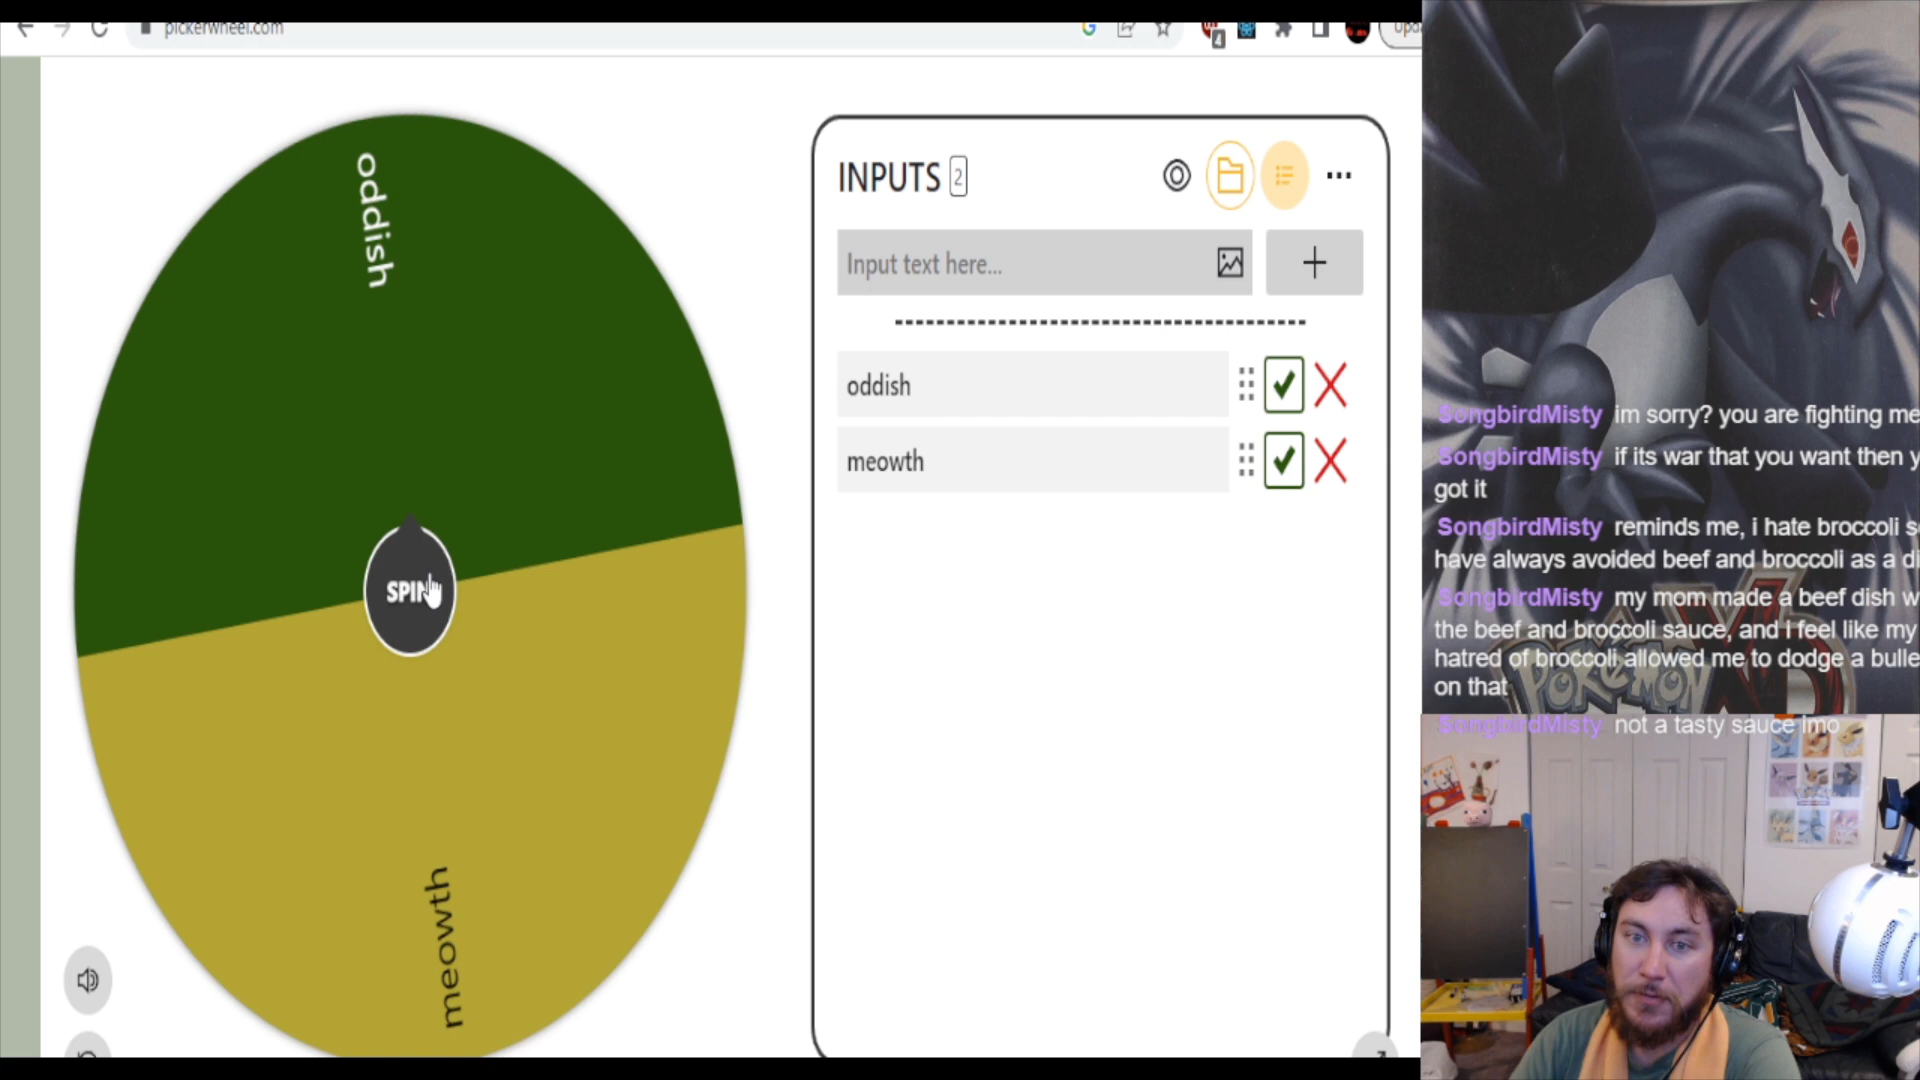 pickerwheel.com
4
oddish
meowth
SPIN
INPUTS 2
Input text here...
oddish
meowth
SongbirdMisty im sorry? you are fighting me
SongbirdMisty if its war that you want then y
got it
SongbirdMisty reminds me, i hate broccoli s
have always avoided beef and broccoli as a di
SongbirdMisty my mom made a beef dish w
the beef and broccoli sauce, and i feel like my
hatred of broccoli allowed me to dodge a bulle
on that
SongbirdMisty not a tasty sauce imo
POKéMON XD